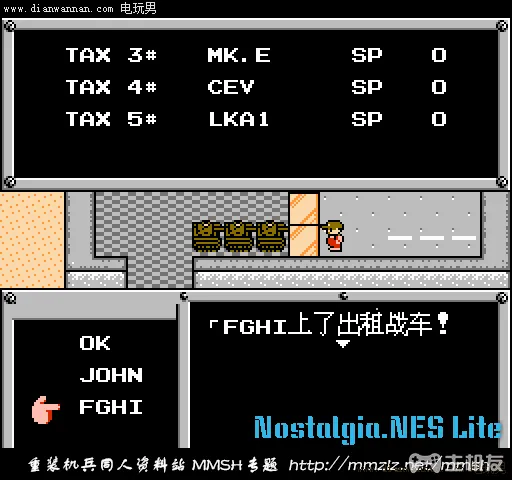 www.dianwannan.com 电玩男
TAX 3# MK.E SP 0
TAX 4# CEV SP 0
TAX 5# LKA1 SP 0
OK
JOHN
FGHI
「FGHI上了出租战车!
Nostalgia.NES Lite
重装机兵同人资料站 MMSH专题 http://mmzlz.net/mmsh